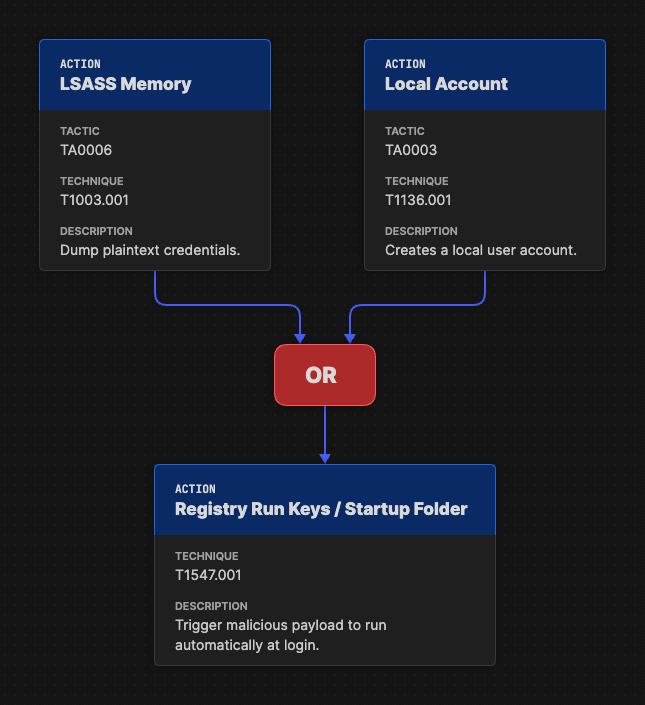 ACTION
LSASS Memory
TACTIC
TA0006
TECHNIQUE
T1003.001
DESCRIPTION
Dump plaintext credentials.
ACTION
Local Account
TACTIC
TA0003
TECHNIQUE
T1136.001
DESCRIPTION
Creates a local user account.
OR
ACTION
Registry Run Keys / Startup Folder
TECHNIQUE
T1547.001
DESCRIPTION
Trigger malicious payload to run
automatically at login.